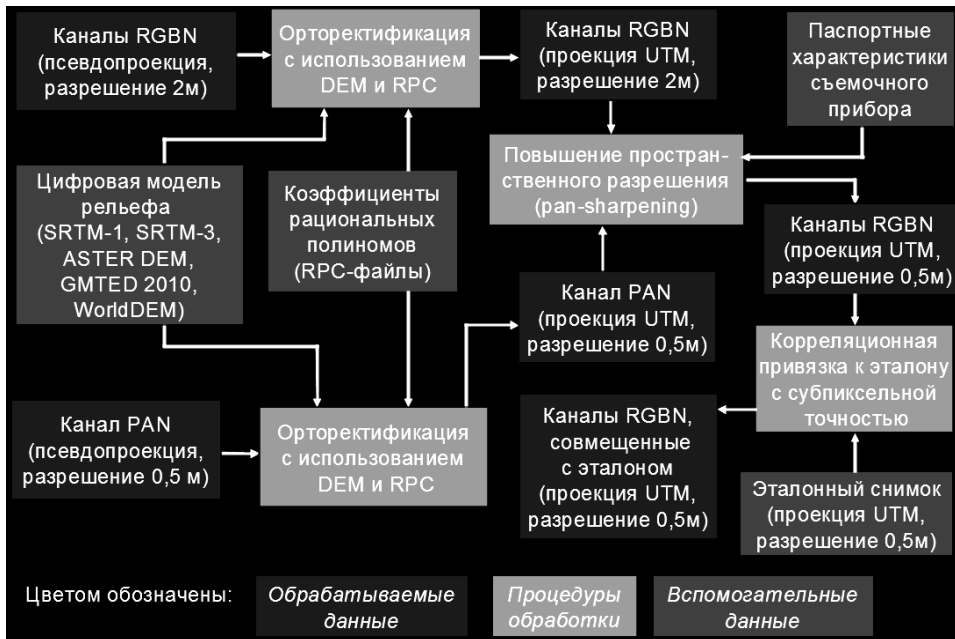 Каналы RGBN
(псевдопроекция,
разрешение 2м)
Орторектификация
с использованием
DEM и RPC
Каналы RGBN
(проекция UTM,
разрешение 2м)
Паспортные
характеристики
съемочного
прибора
Цифровая модель
рельефа
(SRTM-1, SRTM-3,
ASTER DEM,
GMTED 2010,
WorldDEM)
Коэффициенты
рациональных
полиномов
(RPC-файлы)
Повышение простран-
ственного разрешения
(pan-sharpening)
Каналы RGBN
(проекция UTM,
разрешение 0,5м)
Канал PAN
(проекция UTM,
разрешение 0,5м)
Корреляционная
привязка к эталону
с субпиксельной
точностью
Канал PAN
(псевдопроекция,
разрешение 0,5 м)
Орторектификация
с использованием
DEM и RPC
Каналы RGBN,
совмещенные
с эталоном
(проекция UTM,
разрешение 0,5м)
Эталонный снимок
(проекция UTM,
разрешение 0,5м)
Цветом обозначены:
Обрабатываемые
данные
Процедуры
обработки
Вспомогательные
данные